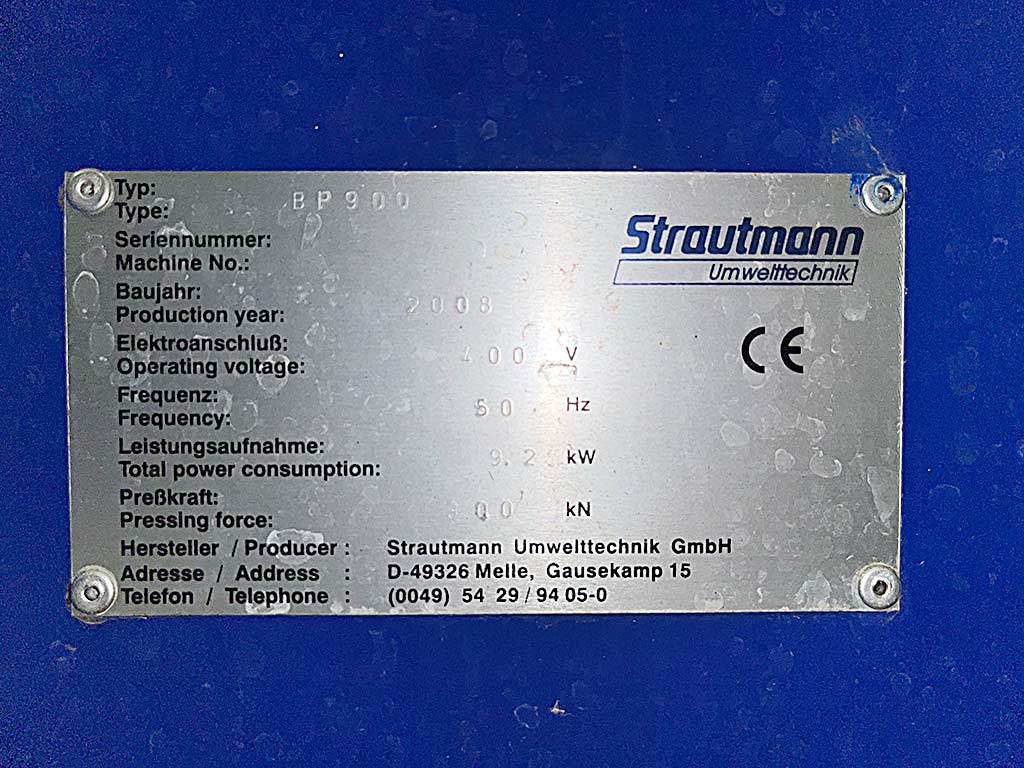 Typ:
Type: BP900
Strautmann
Umwelttechnik
Seriennummer:
Machine No.:
Baujahr:
Production year: 2008
CE
Elektroanschluß:
Operating voltage: 400 V
Frequenz:
Frequency: 50 Hz
Leistungsaufnahme:
Total power consumption: 9.2 kW
Preßkraft:
Pressing force: kN
Hersteller / Producer : Strautmann Umwelttechnik GmbH
Adresse / Address : D-49326 Melle, Gausekamp 15
Telefon / Telephone : (0049) 54 29 / 94 05-0